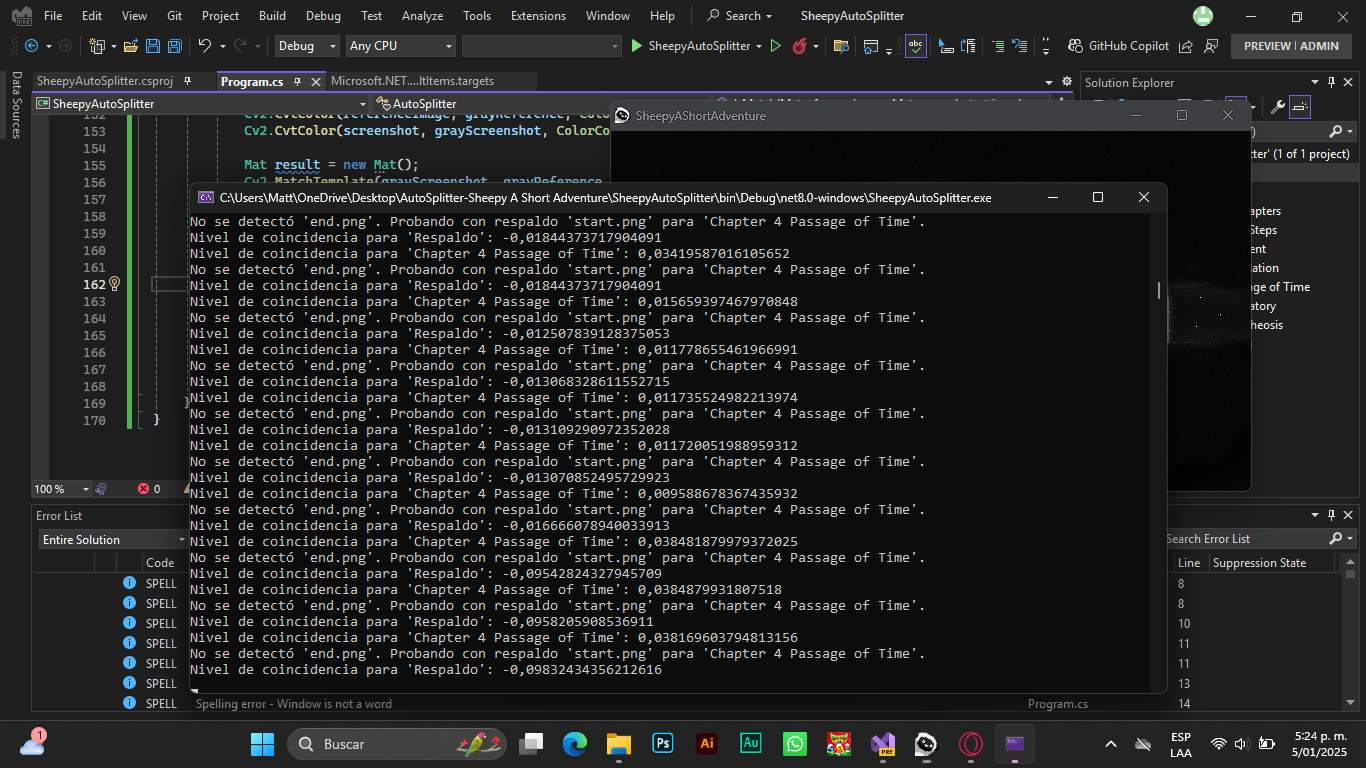 File Edit View Git Project Build Debug Test Analyze Tools Extensions Window Help Search SheepyAutoSplitter
Debug Any CPU SheepyAutoSplitter GitHub Copilot PREVIEW | ADMIN
Data Sources
SheepyAutoSplitter.csproj Program.cs Microsoft.NET....ltItems.targets
SheepyAutoSplitter AutoSplitter
Solution Explorer
SheepyAShortAdventure
153 Cv2.CvtColor(screenshot, grayScreenshot, ColorCo
154
155 Mat result = new Mat();
156 Cv2.MatchTemplate(grayScreenshot, grayReference,
157
158
159
160
161
162
163
164
165
166
167
168
169 }
170 }
tter' (1 of 1 project)
apters
Steps
ent
ation
ge of Time
atory
heosis
C:\Users\Matt\OneDrive\Desktop\AutoSplitter-Sheepy A Short Adventure\SheepyAutoSplitter\bin\Debug\net8.0-windows\SheepyAutoSplitter.exe
No se detectó 'end.png'. Probando con respaldo 'start.png' para 'Chapter 4 Passage of Time'.
Nivel de coincidencia para 'Respaldo': -0,01844373717904091
Nivel de coincidencia para 'Chapter 4 Passage of Time': 0,03419587016105652
No se detectó 'end.png'. Probando con respaldo 'start.png' para 'Chapter 4 Passage of Time'.
Nivel de coincidencia para 'Respaldo': -0,01844373717904091
Nivel de coincidencia para 'Chapter 4 Passage of Time': 0,015659397467970848
No se detectó 'end.png'. Probando con respaldo 'start.png' para 'Chapter 4 Passage of Time'.
Nivel de coincidencia para 'Respaldo': -0,012507839128375053
Nivel de coincidencia para 'Chapter 4 Passage of Time': 0,011778655461966991
No se detectó 'end.png'. Probando con respaldo 'start.png' para 'Chapter 4 Passage of Time'.
Nivel de coincidencia para 'Respaldo': -0,013068328611552715
Nivel de coincidencia para 'Chapter 4 Passage of Time': 0,011735524982213974
No se detectó 'end.png'. Probando con respaldo 'start.png' para 'Chapter 4 Passage of Time'.
Nivel de coincidencia para 'Respaldo': -0,013109290972352028
Nivel de coincidencia para 'Chapter 4 Passage of Time': 0,011720051988959312
No se detectó 'end.png'. Probando con respaldo 'start.png' para 'Chapter 4 Passage of Time'.
Nivel de coincidencia para 'Respaldo': -0,013070852495729923
Nivel de coincidencia para 'Chapter 4 Passage of Time': 0,009588678367435932
No se detectó 'end.png'. Probando con respaldo 'start.png' para 'Chapter 4 Passage of Time'.
Nivel de coincidencia para 'Respaldo': -0,016666078940033913
Nivel de coincidencia para 'Chapter 4 Passage of Time': 0,038481879979372025
No se detectó 'end.png'. Probando con respaldo 'start.png' para 'Chapter 4 Passage of Time'.
Nivel de coincidencia para 'Respaldo': -0,09542824327945709
Nivel de coincidencia para 'Chapter 4 Passage of Time': 0,0384879931807518
No se detectó 'end.png'. Probando con respaldo 'start.png' para 'Chapter 4 Passage of Time'.
Nivel de coincidencia para 'Respaldo': -0,0958205908536911
Nivel de coincidencia para 'Chapter 4 Passage of Time': 0,038169603794813156
No se detectó 'end.png'. Probando con respaldo 'start.png' para 'Chapter 4 Passage of Time'.
Nivel de coincidencia para 'Respaldo': -0,09832434356212616
100 % 0
Error List
Entire Solution Search Error List
Code Line Suppression State
SPELL 8
SPELL 8
SPELL 10
SPELL 11
SPELL 11
SPELL 13
SPELL 14
Spelling error - Window is not a word Program.cs
1 Buscar Ps Ai Au PRE ESP LAA 5:24 p. m. 5/01/2025